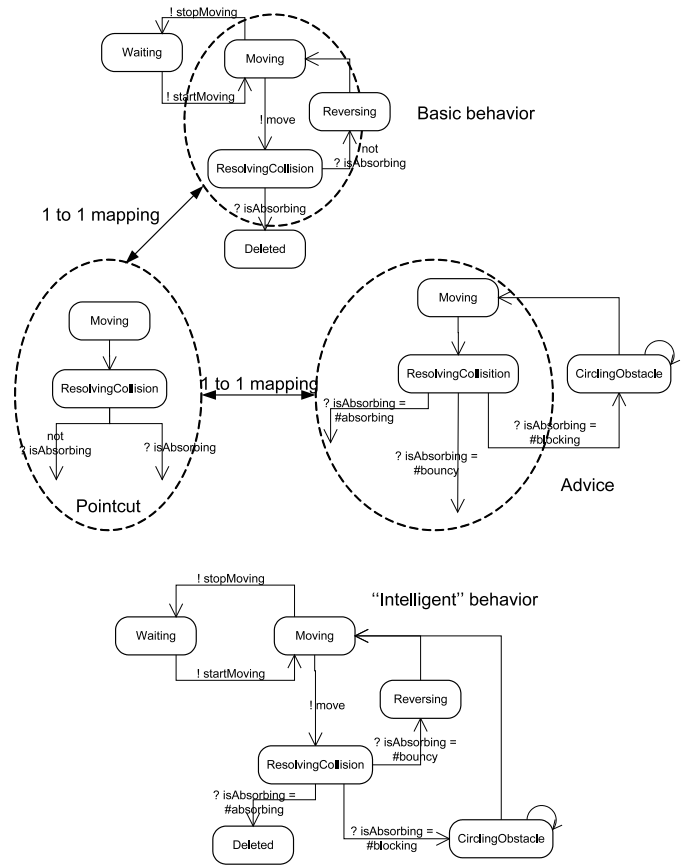 ! stopMoving
Waiting
Moving
! startMoving
Reversing
Basic behavior
! move
not
? isAbsorbing
ResolvingCollision
? isAbsorbing
1 to 1 mapping
Deleted
Moving
ResolvingCollision
not
? isAbsorbing
? isAbsorbing
Pointcut
1 to 1 mapping
Moving
ResolvingCollisition
CirclingObstacle
? isAbsorbing =
#absorbing
? isAbsorbing =
#blocking
? isAbsorbing =
#bouncy
Advice
"Intelligent" behavior
! stopMoving
Waiting
Moving
! startMoving
Reversing
! move
? isAbsorbing =
#bouncy
ResolvingCollision
? isAbsorbing =
#absorbing
Deleted
? isAbsorbing =
#blocking
CirclingObstacle